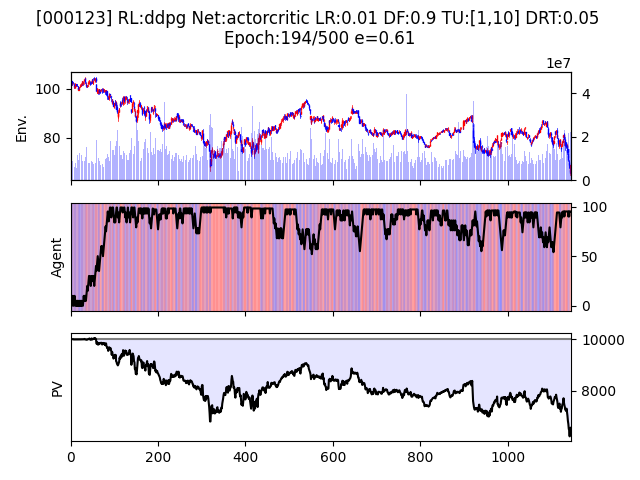 [000123] RL:ddpg Net:actorcritic LR:0.01 DF:0.9 TU:[1,10] DRT:0.05
Epoch:194/500 e=0.61
1e7
Env.
100
80
4
2
0
Agent
100
50
0
PV
10000
8000
0
200
400
600
800
1000